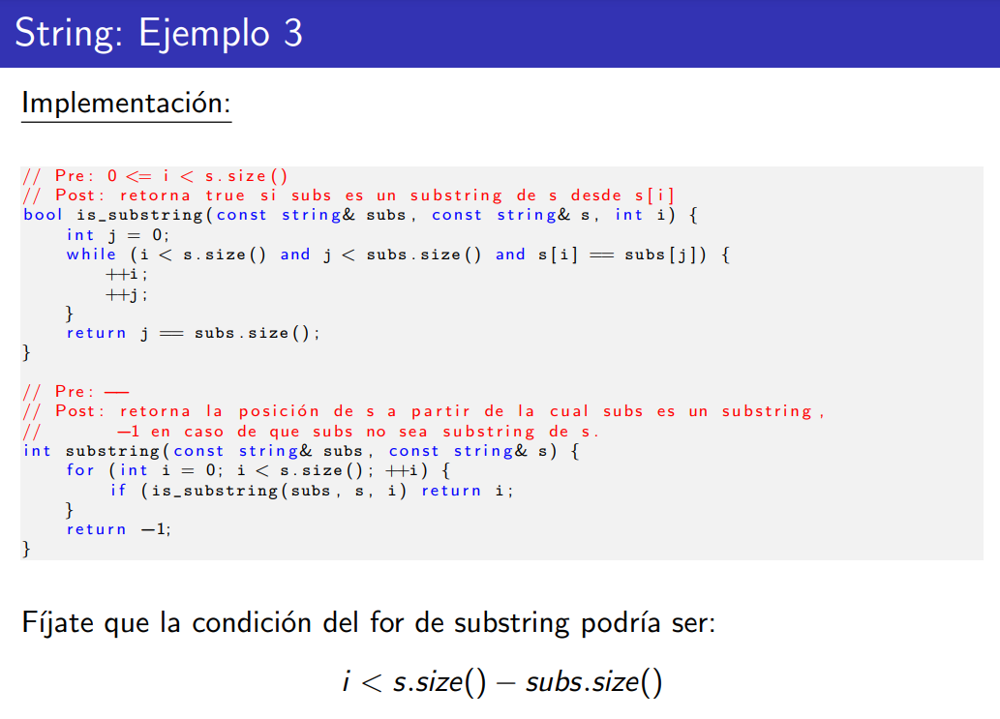 String: Ejemplo 3
Implementación:
// Pre: 0 <= i < s.size()
// Post: retorna true si subs es un substring de s desde s[i]
bool is_substring(const string& subs, const string& s, int i) {
    int j = 0;
    while (i < s.size() and j < subs.size() and s[i] == subs[j]) {
        ++i;
        ++j;
    }
    return j == subs.size();
}
// Pre: --
// Post: retorna la posición de s a partir de la cual subs es un substring,
//       -1 en caso de que subs no sea substring de s.
int substring(const string& subs, const string& s) {
    for (int i = 0; i < s.size(); ++i) {
        if (is_substring(subs, s, i) return i;
    }
    return -1;
}
Fíjate que la condición del for de substring podría ser:
i < s.size() − subs.size()